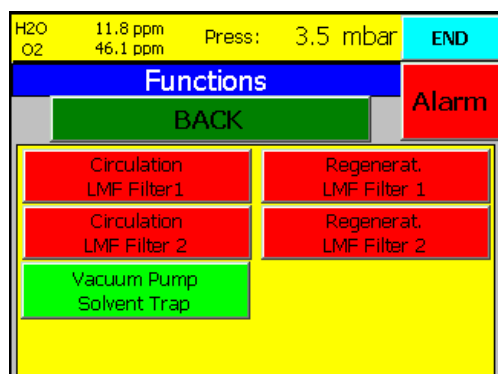 H2O 11.8 ppm Press: 3.5 mbar END
O2 46.1 ppm
Functions
Alarm
BACK
Circulation
LMF Filter1
Regenerat.
LMF Filter 1
Circulation
LMF Filter 2
Regenerat.
LMF Filter 2
Vacuum Pump
Solvent Trap